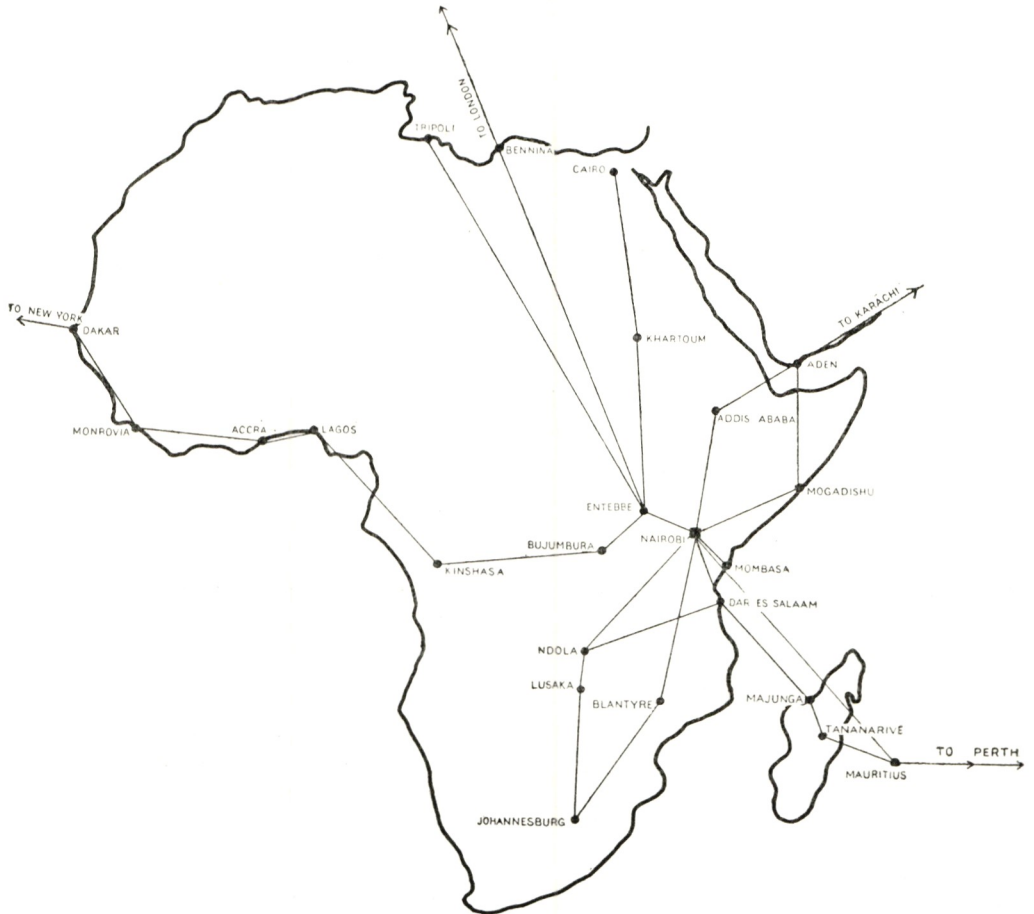 TO LONDON
TRIPOLI
BENNINA
CAIRO
TO KARACHI
TO NEW YORK
DAKAR
KHARTOUM
ADEN
ADDIS ABABA
MONROVIA
ACCRA
LAGOS
MOGADISHU
ENTEBBE
NAIROBI
BUJUMBURA
KINSHASA
MOMBASA
DAR ES SALAAM
NDOLA
LUSAKA
BLANTYRE
MAJUNGA
TANANARIVE
TO PERTH
MAURITIUS
JOHANNESBURG